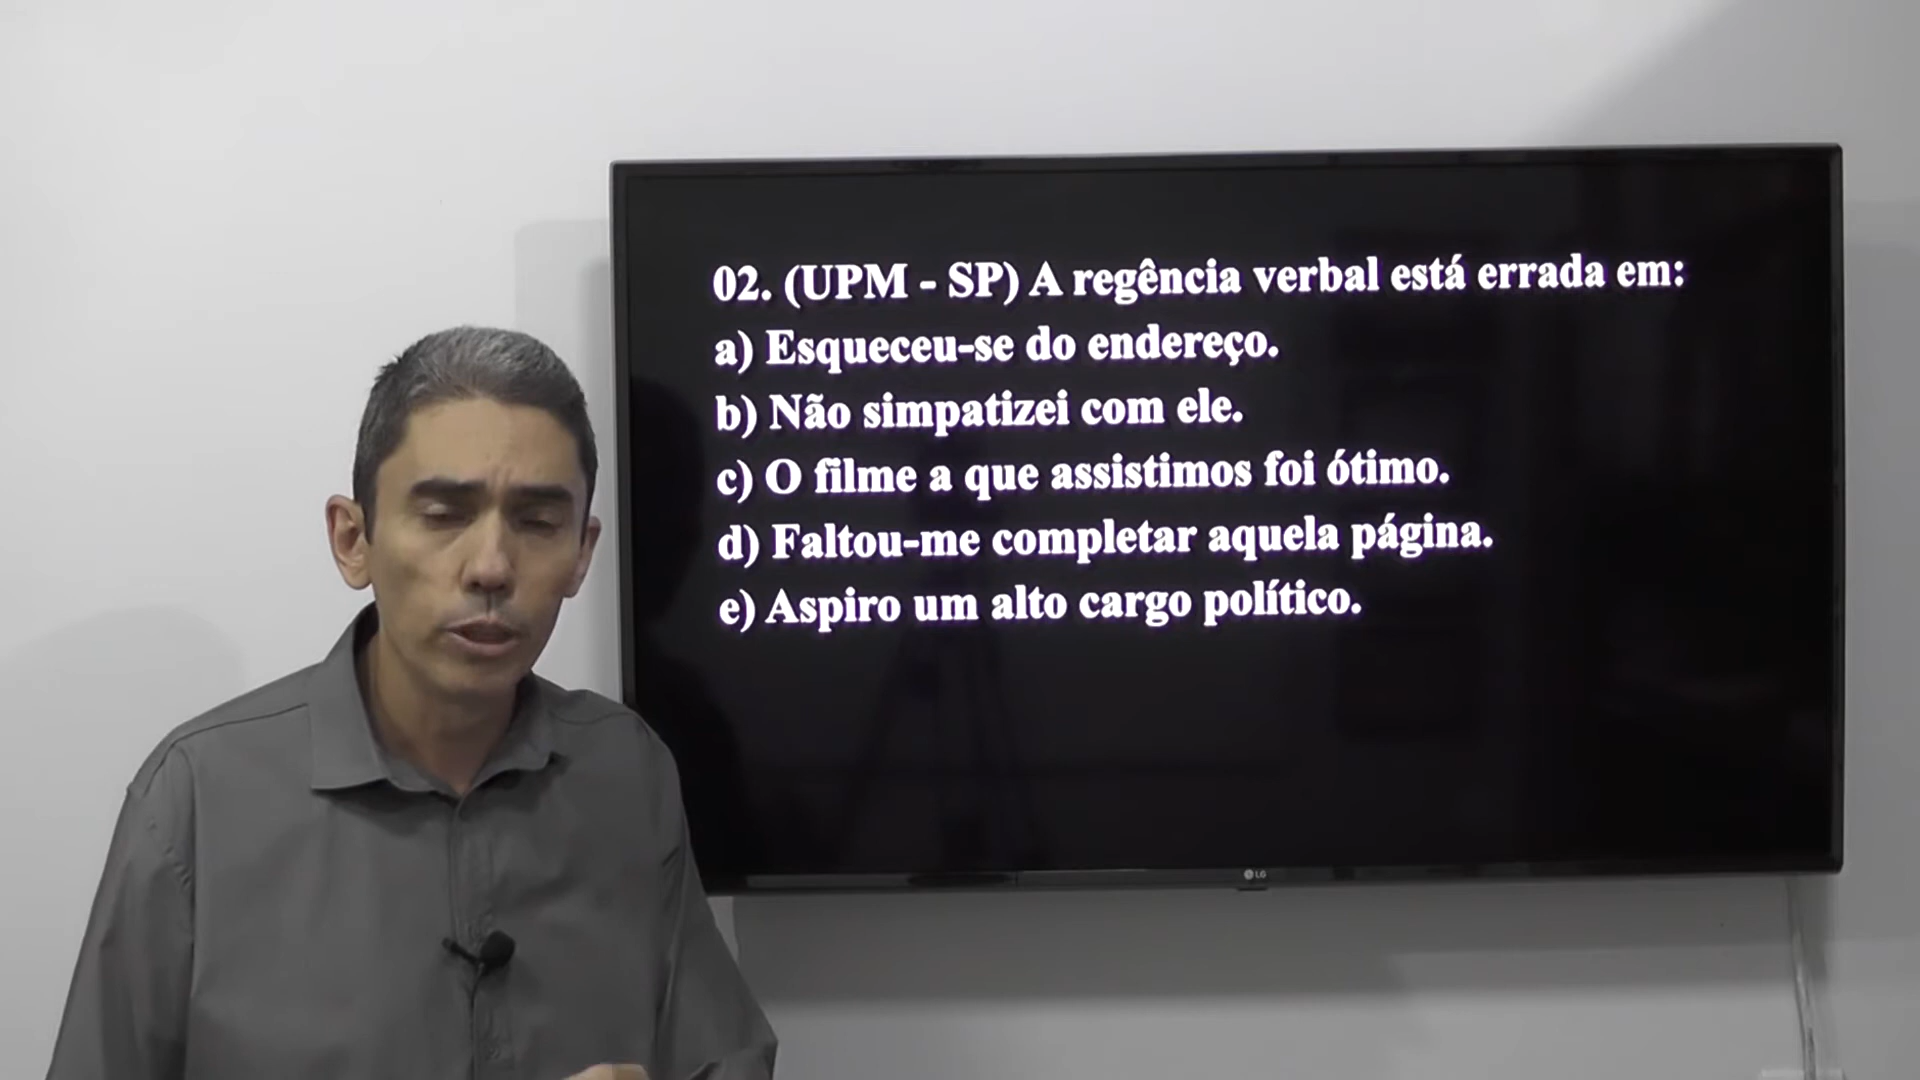 02. (UPM - SP) A regência verbal está errada em:
a) Esqueceu-se do endereço.
b) Não simpatizei com ele.
c) O filme a que assistimos foi ótimo.
d) Faltou-me completar aquela página.
e) Aspiro um alto cargo político.
LG